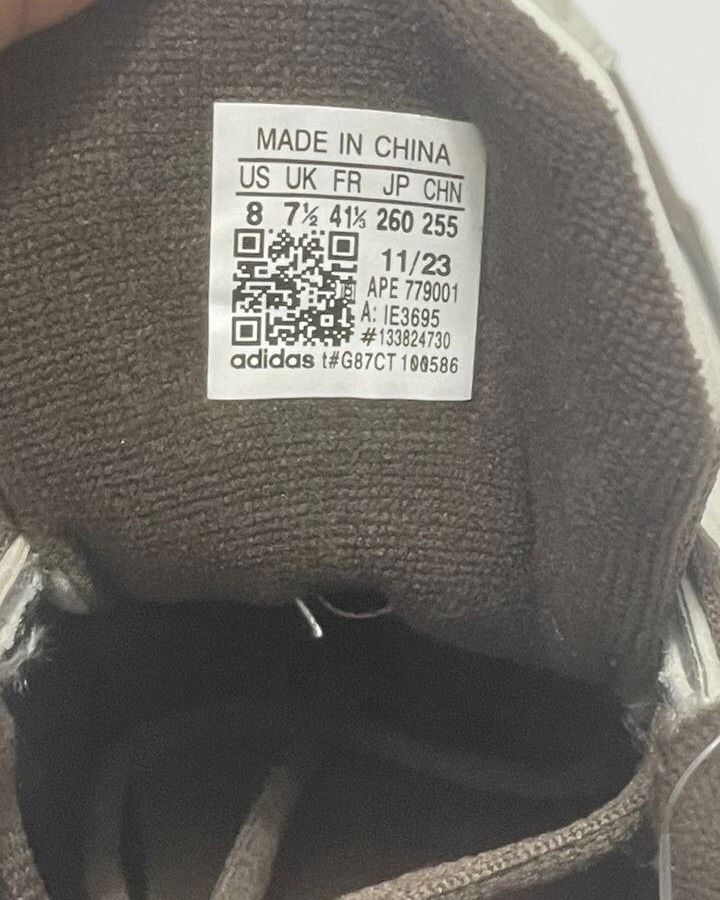 MADE IN CHINA
US UK FR JP CHN
8 7½ 41⅓ 260 255
11/23
APE 779001
A: IE3695
#133824730
adidas t#G87CT 100586